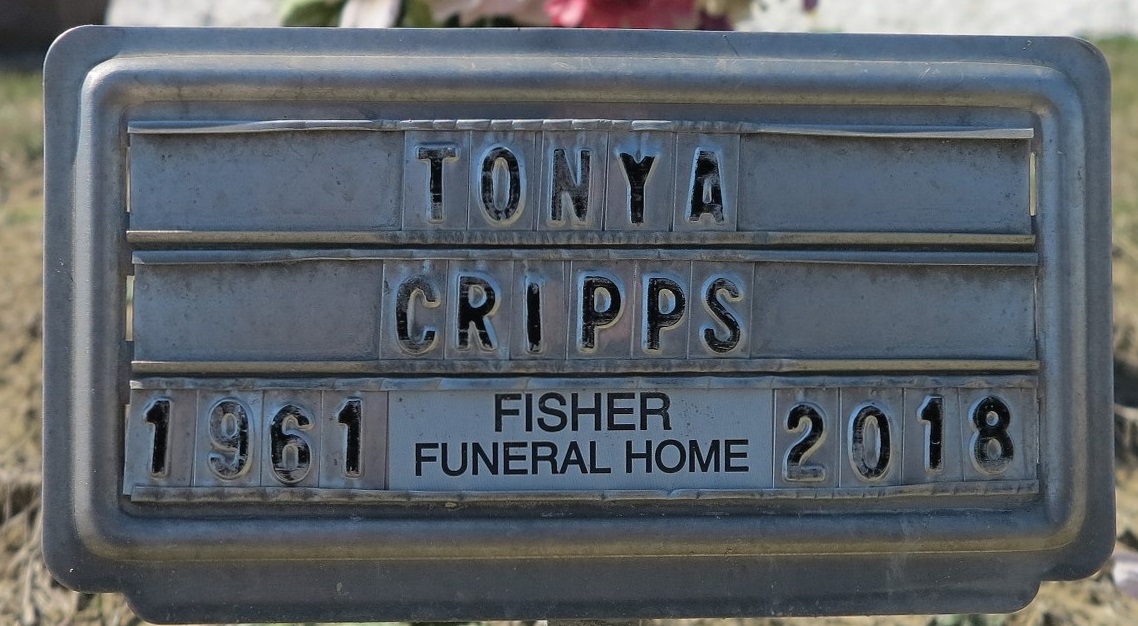 TONYA
CRIPPS
1961 FISHER FUNERAL HOME 2018